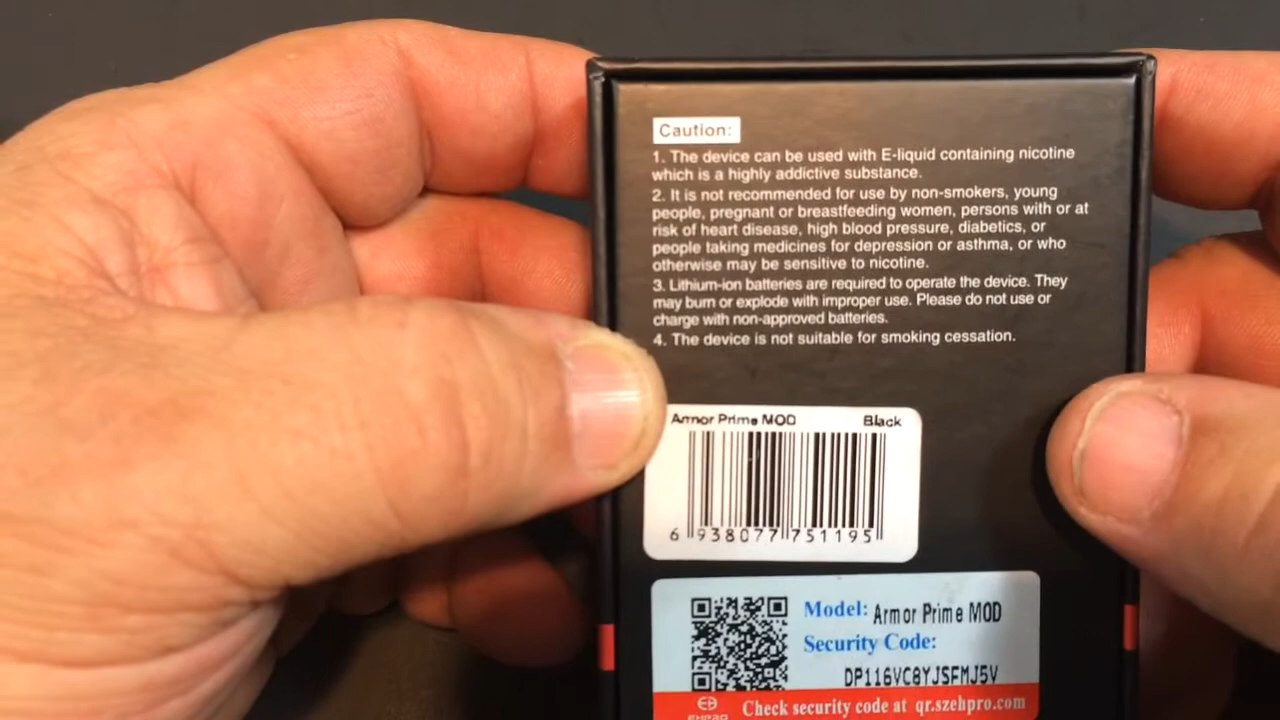 Caution:
1. The device can be used with E-liquid containing nicotine
which is a highly addictive substance.
2. It is not recommended for use by non-smokers, young
people, pregnant or breastfeeding women, persons with or at
risk of heart disease, high blood pressure, diabetics, or
people taking medicines for depression or asthma, or who
otherwise may be sensitive to nicotine.
3. Lithium-ion batteries are required to operate the device. They
may burn or explode with improper use. Please do not use or
charge with non-approved batteries.
4. The device is not suitable for smoking cessation.
Armor Prime MOD Black
6 938077 751195
Model: Armor Prime MOD
Security Code:
DP116VC8YJSFMJ5V
EHPRO
Check security code at qr.szehpro.com